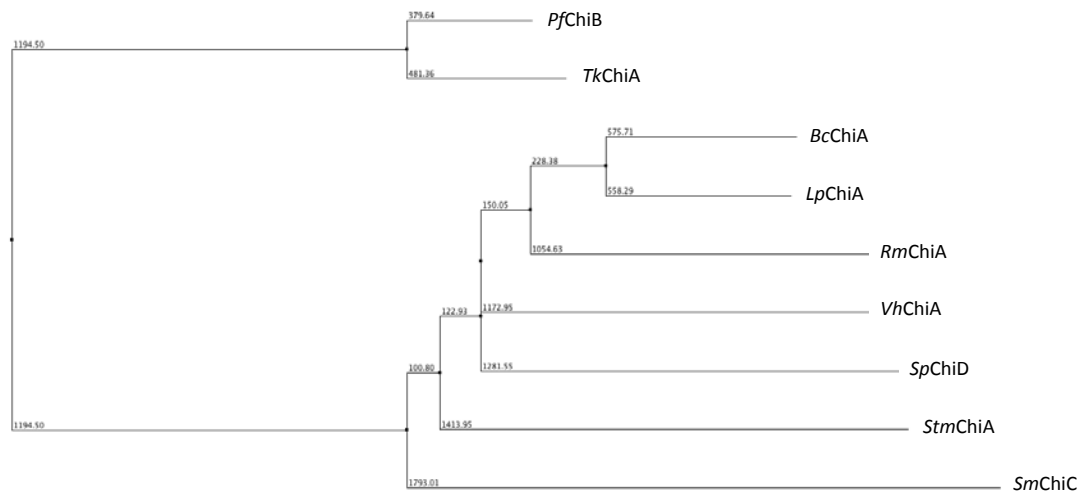 379.64
PfChiB
1194.50
481.36
TkChiA
575.71
BcChiA
228.38
558.29
LpChiA
150.05
1054.63
RmChiA
122.93
1172.95
VhChiA
100.80
1281.55
SpChiD
1194.50
1413.95
StmChiA
1793.01
SmChiC